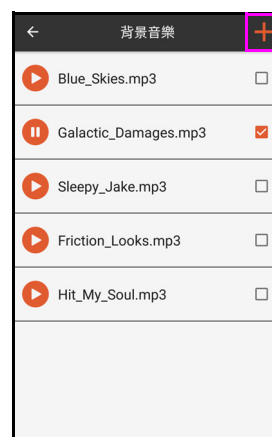 背景音樂
Blue_Skies.mp3
Galactic_Damages.mp3
Sleepy_Jake.mp3
Friction_Looks.mp3
Hit_My_Soul.mp3